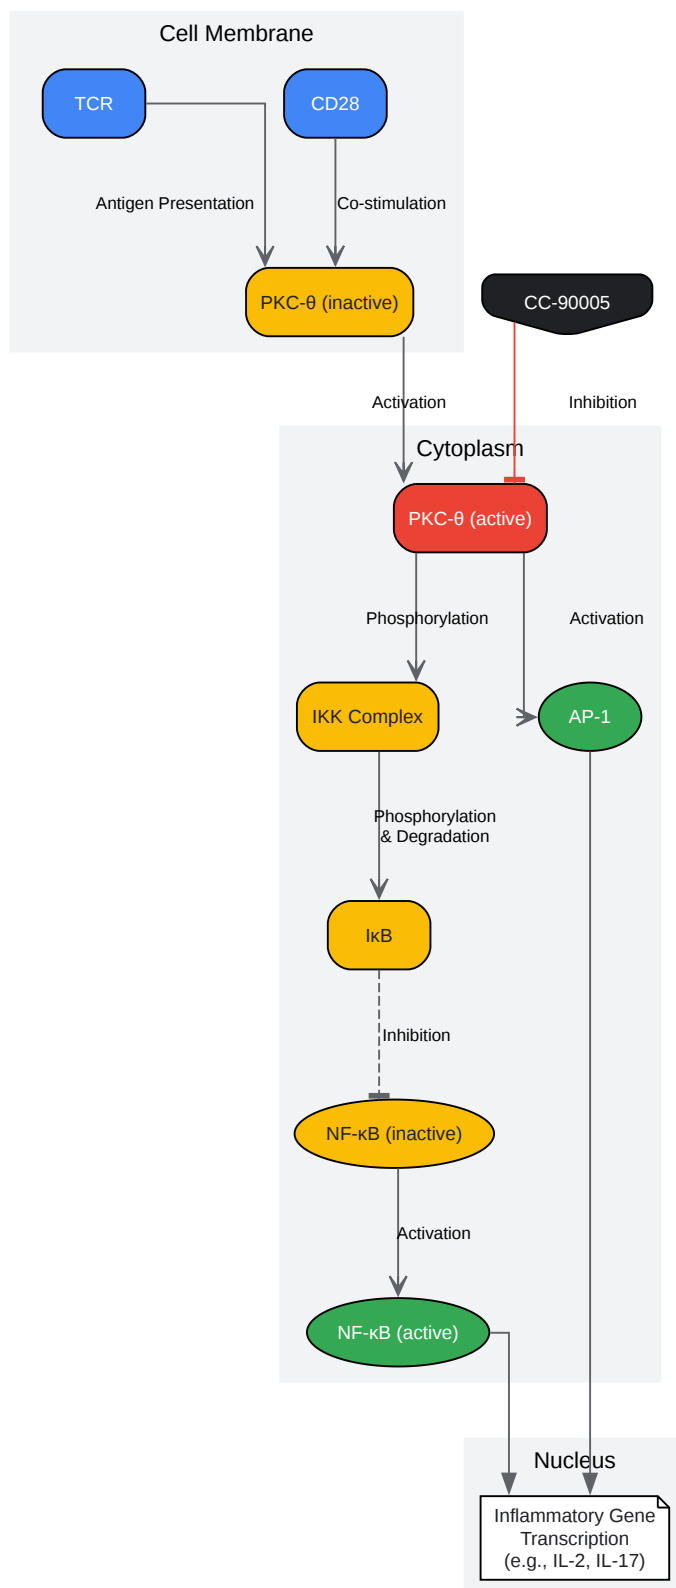 Cell Membrane
TCR
CD28
Antigen Presentation
Co-stimulation
PKC-θ (inactive)
CC-90005
Activation
Inhibition
Cytoplasm
PKC-θ (active)
Phosphorylation
Activation
IKK Complex
AP-1
Phosphorylation
& Degradation
IκB
Inhibition
NF-κB (inactive)
Activation
NF-κB (active)
Nucleus
Inflammatory Gene
Transcription
(e.g., IL-2, IL-17)